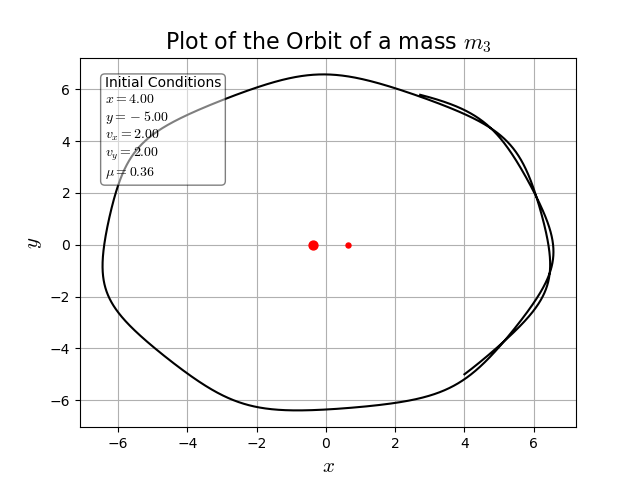 Plot of the Orbit of a mass m₃
Initial Conditions
x = 4.00
y = − 5.00
vₓ = 2.00
v_y = 2.00
μ = 0.36
6
4
2
0
−2
−4
−6
y
−6 −4 −2 0 2 4 6
x